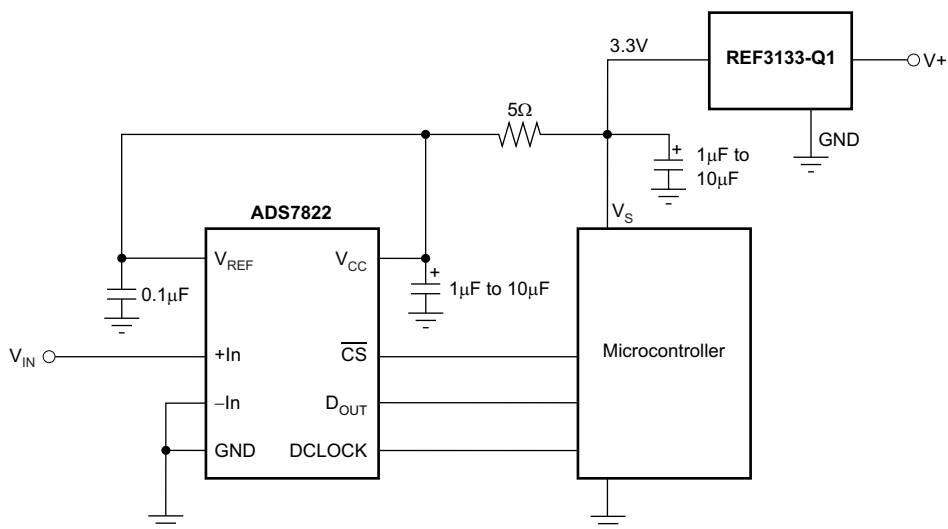 3.3V
REF3133-Q1
V+
GND
5Ω
1μF to
10μF
ADS7822
V_S
V_REF
V_CC
0.1μF
1μF to 10μF
V_IN
+In
C̅S̅
Microcontroller
–In
D_OUT
GND
DCLOCK